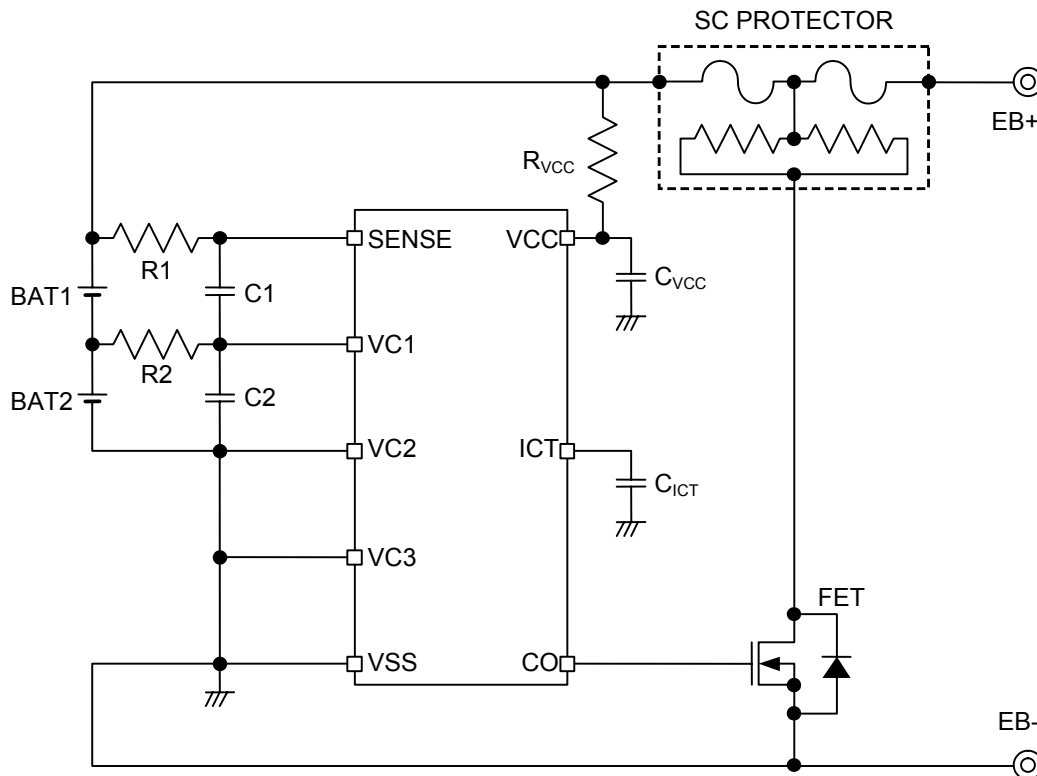 SC PROTECTOR
EB+
RVCC
SENSE
VCC
R1
BAT1
C1
CVCC
VC1
R2
BAT2
C2
VC2
ICT
CICT
VC3
FET
VSS
CO
EB-